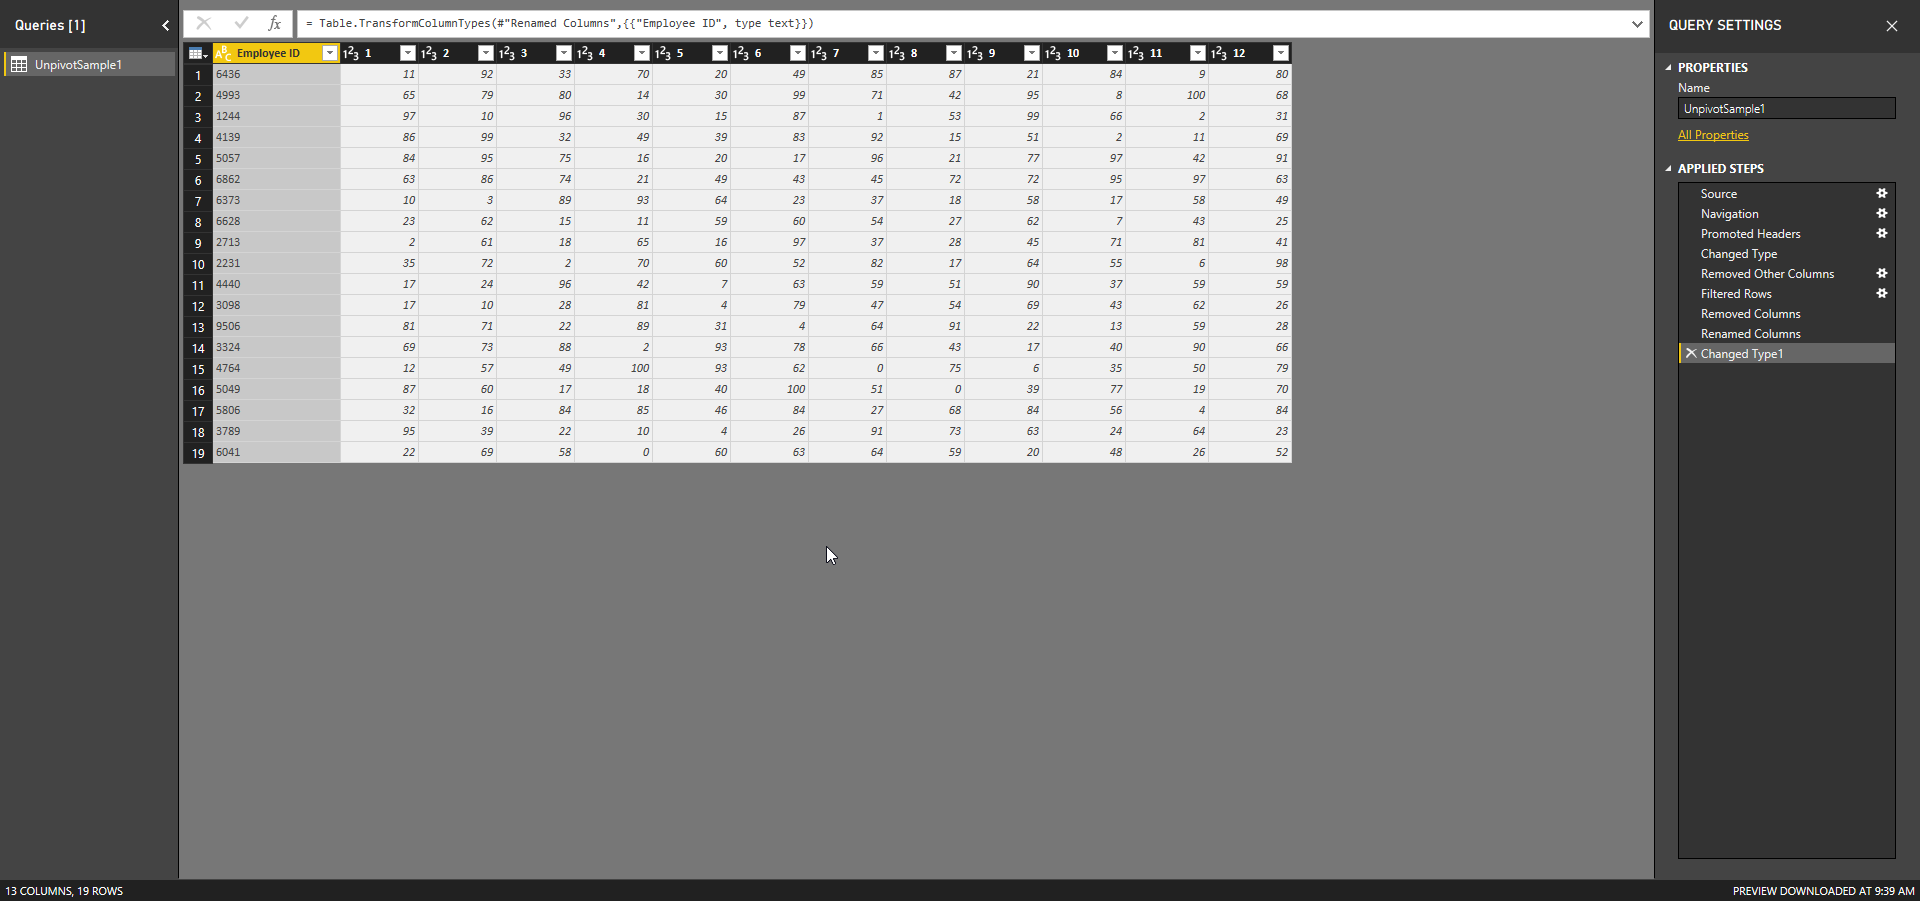 Queries [1]
UnpivotSample1
= Table.TransformColumnTypes(#"Renamed Columns",{{"Employee ID", type text}})
Employee ID 1 2 3 4 5 6 7 8 9 10 11 12
1 6436 11 92 33 70 20 49 85 87 21 84 9 80
2 4993 65 79 80 14 30 99 71 42 95 8 100 68
3 1244 97 10 96 30 15 87 1 53 99 66 2 31
4 4139 86 99 32 49 39 83 92 15 51 2 11 69
5 5057 84 95 75 16 20 17 96 21 77 97 42 91
6 6862 63 86 74 21 49 43 45 72 72 95 97 63
7 6373 10 3 89 93 64 23 37 18 58 17 58 49
8 6628 23 62 15 11 59 60 54 27 62 7 43 25
9 2713 2 61 18 65 16 97 37 28 45 71 81 41
10 2231 35 72 2 70 60 52 82 17 64 55 6 98
11 4440 17 24 96 42 7 63 59 51 90 37 59 59
12 3098 17 10 28 81 4 79 47 54 69 43 62 26
13 9506 81 71 22 89 31 4 64 91 22 13 59 28
14 3324 69 73 88 2 93 78 66 43 17 40 90 66
15 4764 12 57 49 100 93 62 0 75 6 35 50 79
16 5049 87 60 17 18 40 100 51 0 39 77 19 70
17 5806 32 16 84 85 46 84 27 68 84 56 4 84
18 3789 95 39 22 10 4 26 91 73 63 24 64 23
19 6041 22 69 58 0 60 63 64 59 20 48 26 52
QUERY SETTINGS
PROPERTIES
Name
UnpivotSample1
All Properties
APPLIED STEPS
Source
Navigation
Promoted Headers
Changed Type
Removed Other Columns
Filtered Rows
Removed Columns
Renamed Columns
Changed Type1
13 COLUMNS, 19 ROWS
PREVIEW DOWNLOADED AT 9:39 AM